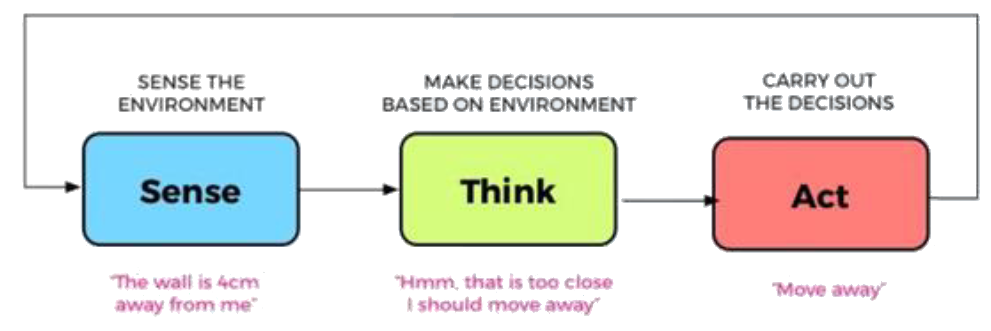 SENSE THE
ENVIRONMENT
MAKE DECISIONS
BASED ON ENVIRONMENT
CARRY OUT
THE DECISIONS
Sense
Think
Act
"The wall is 4cm
away from me"
"Hmm, that is too close
I should move away"
"Move away"